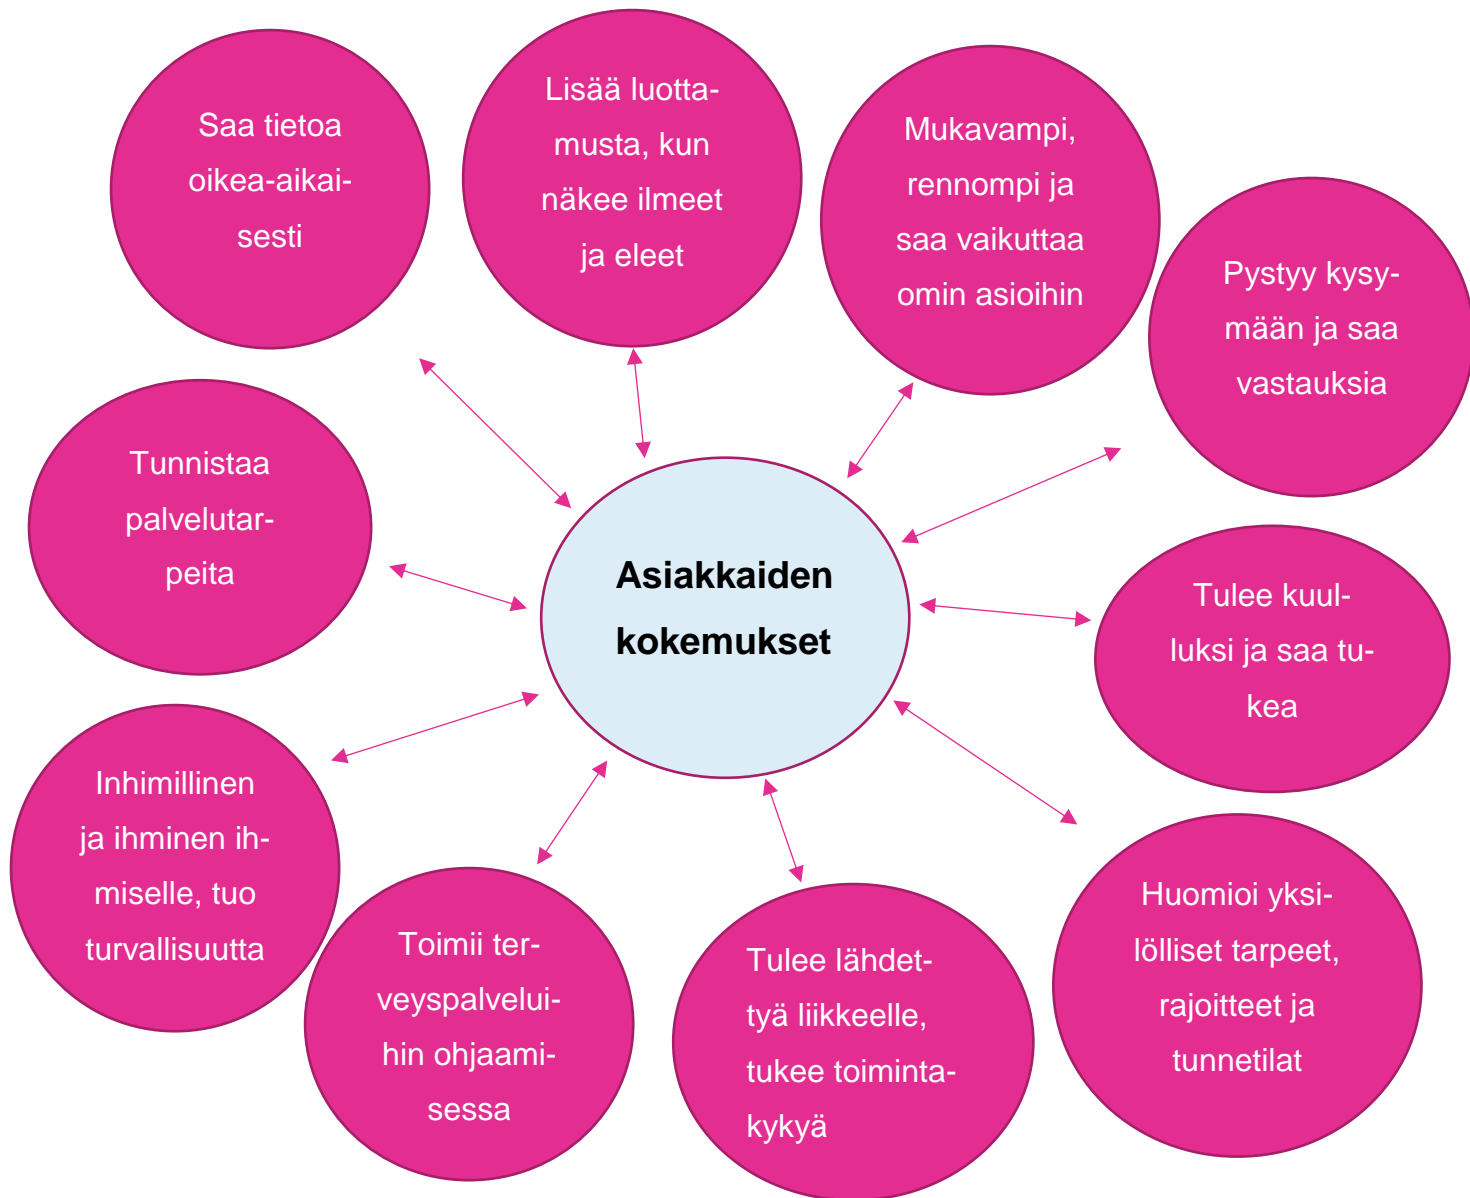 Saa tietoa
oikea-aikai-
sesti
Lisää luotta-
musta, kun
näkee ilmeet
ja eleet
Mukavampi,
rennompi ja
saa vaikuttaa
omin asioihin
Pystyy kysy-
mään ja saa
vastauksia
Tunnistaa
palvelutar-
peita
Asiakkaiden
kokemukset
Tulee kuul-
luksi ja saa tu-
kea
Inhimillinen
ja ihminen ih-
miselle, tuo
turvallisuutta
Toimii ter-
veyspalvelui-
hin ohjaami-
sessa
Tulee lähdet-
tyä liikkeelle,
tukee toiminta-
kykyä
Huomioi yksi-
lölliset tarpeet,
rajoitteet ja
tunnetilat